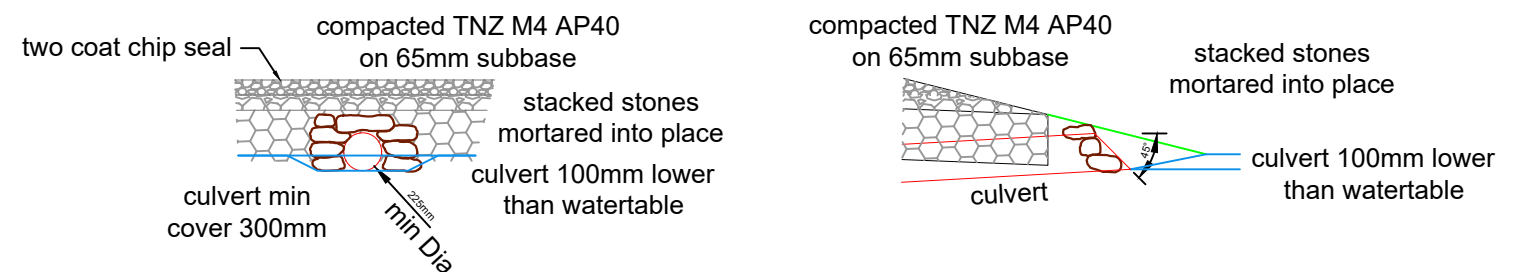 two coat chip seal
compacted TNZ M4 AP40
on 65mm subbase
stacked stones
mortared into place
culvert 100mm lower
than watertable
culvert min
cover 300mm
225mm
min Dia
compacted TNZ M4 AP40
on 65mm subbase
stacked stones
mortared into place
45°
culvert 100mm lower
than watertable
culvert